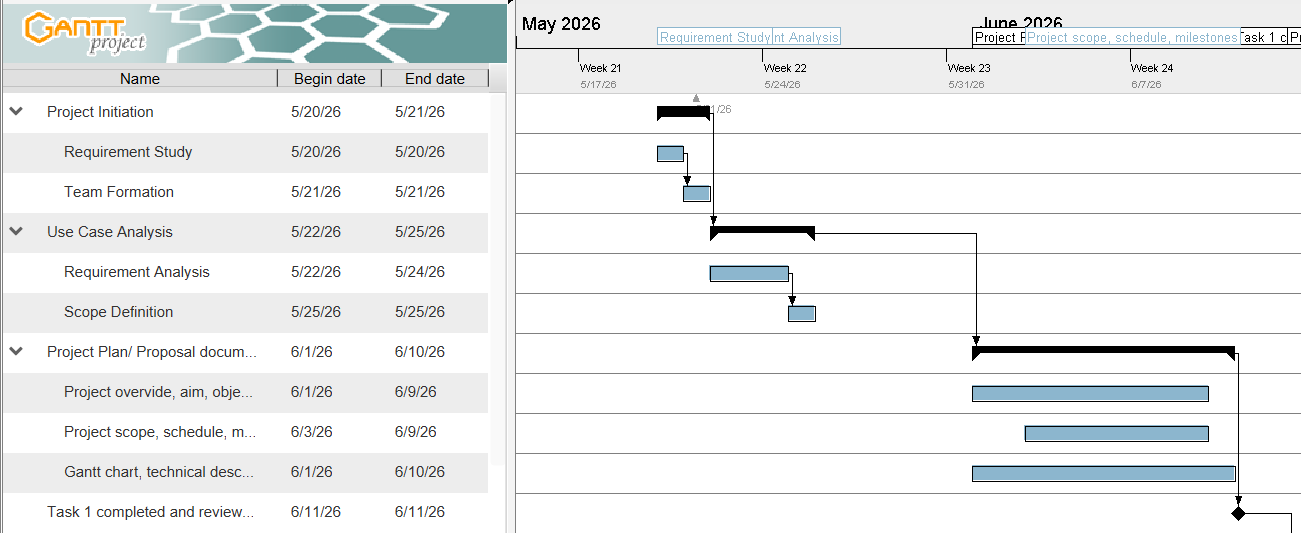 GANTT
project
Name Begin date End date
Project Initiation 5/20/26 5/21/26
Requirement Study 5/20/26 5/20/26
Team Formation 5/21/26 5/21/26
Use Case Analysis 5/22/26 5/25/26
Requirement Analysis 5/22/26 5/24/26
Scope Definition 5/25/26 5/25/26
Project Plan/ Proposal docum... 6/1/26 6/10/26
Project overvide, aim, obje... 6/1/26 6/9/26
Project scope, schedule, m... 6/3/26 6/9/26
Gantt chart, technical desc... 6/1/26 6/10/26
Task 1 completed and review... 6/11/26 6/11/26
May 2026 June 2026
Requirement Study nt Analysis Project Project scope, schedule, milestones Task 1 c
Week 21 Week 22 Week 23 Week 24
5/17/26 5/24/26 5/31/26 6/7/26